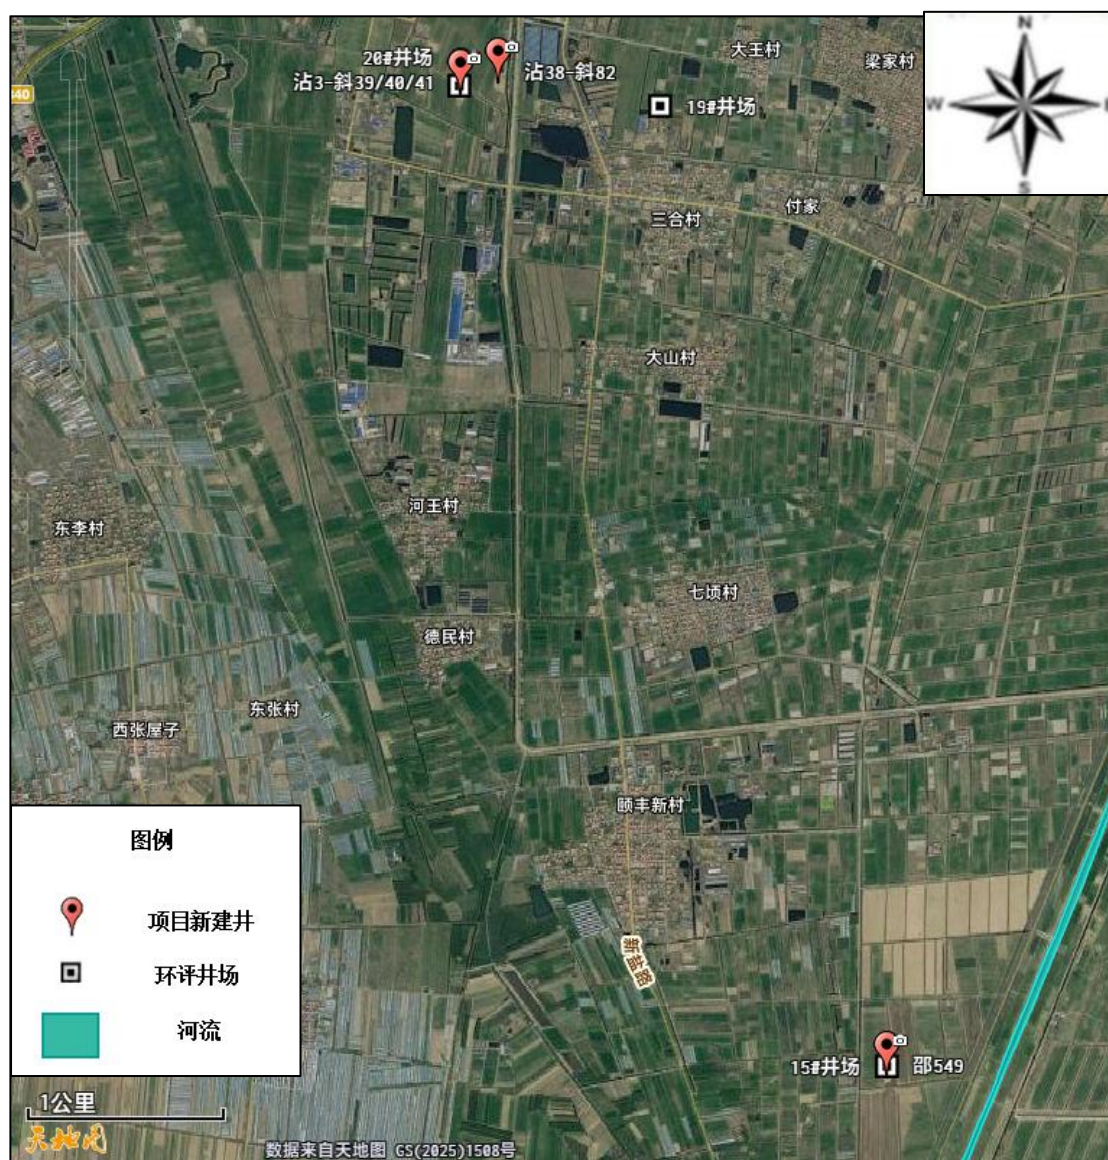 20#井场
沾3-斜39/40/41
沾38-斜82
大王村
梁家村
19#井场
N
W
S
340
三合村
付家
大山村
河王村
东李村
七顷村
德民村
东张村
西张屋子
颐丰新村
新盐路
15#井场
邵549
图例
项目新建井
环评井场
河流
1公里
天地图
数据来自天地图 GS(2025)1508号